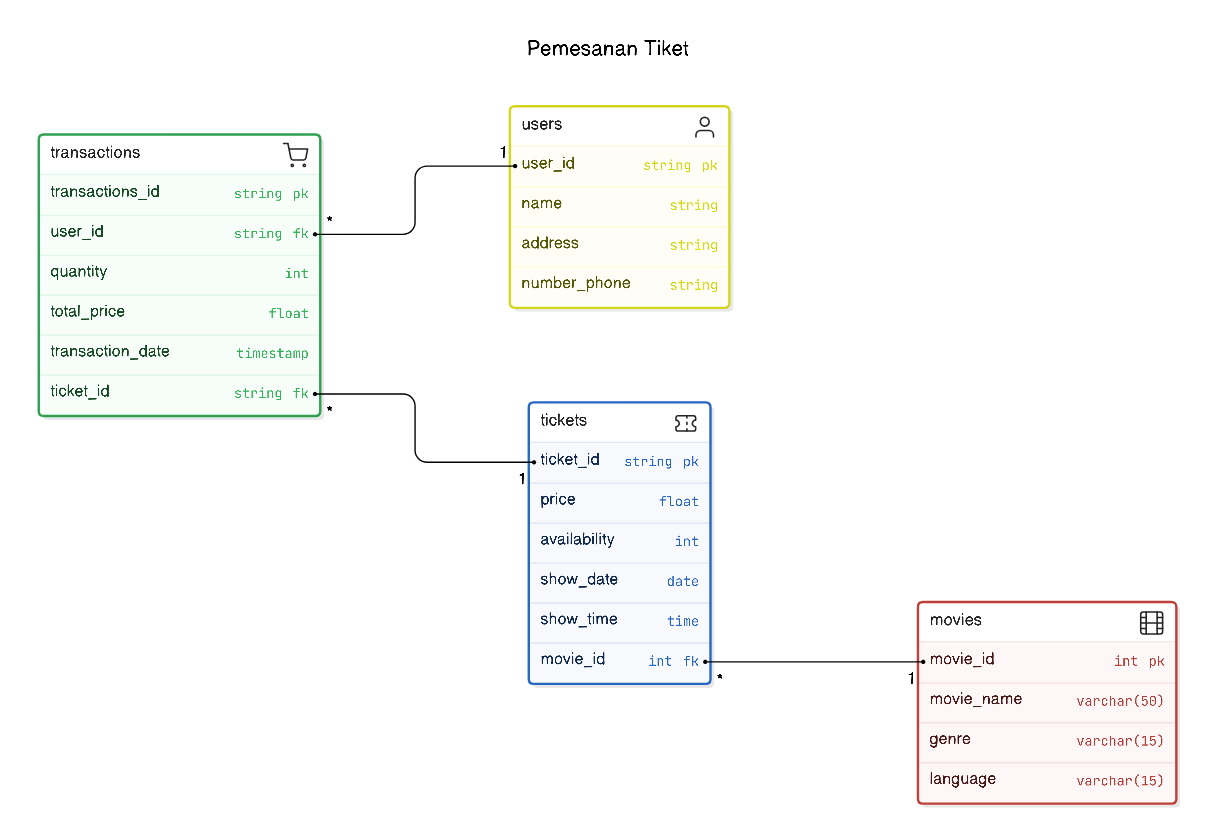 Pemesanan Tiket
transactions
transactions_id string pk
user_id string fk
quantity int
total_price float
transaction_date timestamp
ticket_id string fk
*
*
users
1
user_id string pk
name string
address string
number_phone string
tickets
ticket_id string pk
1
price float
availability int
show_date date
show_time time
movie_id int fk
*
movies
movie_id int pk
1
movie_name varchar(50)
genre varchar(15)
language varchar(15)